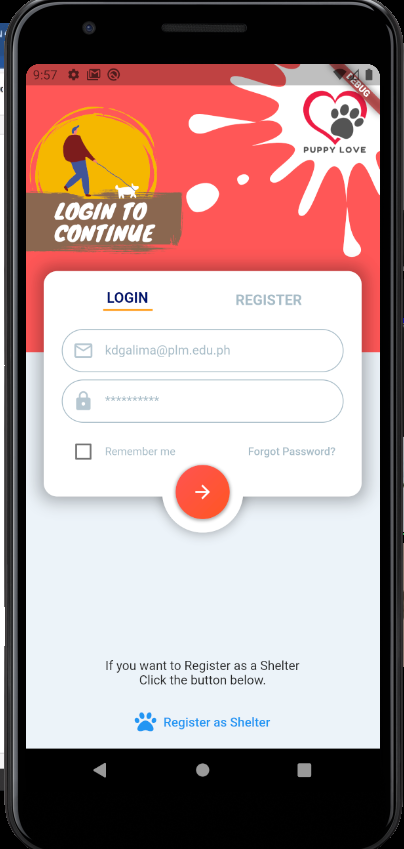 9:57
DEBUG
PUPPY LOVE
LOGIN TO
CONTINUE
LOGIN
REGISTER
kdgalima@plm.edu.ph
**********
Remember me
Forgot Password?
If you want to Register as a Shelter
Click the button below.
Register as Shelter